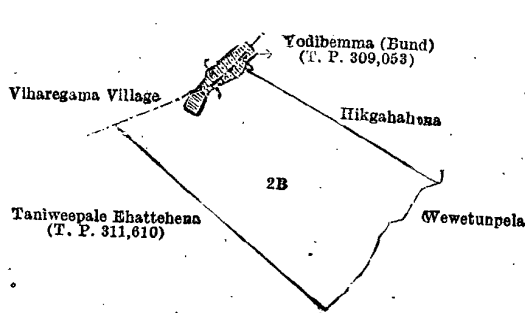 Yodibemma (Bund)
(T. P. 309,053)
Viharegama Village
Hikgahahena
2B
Taniweepale Ehattehena
(T. P. 311,610)
Wewetunpela